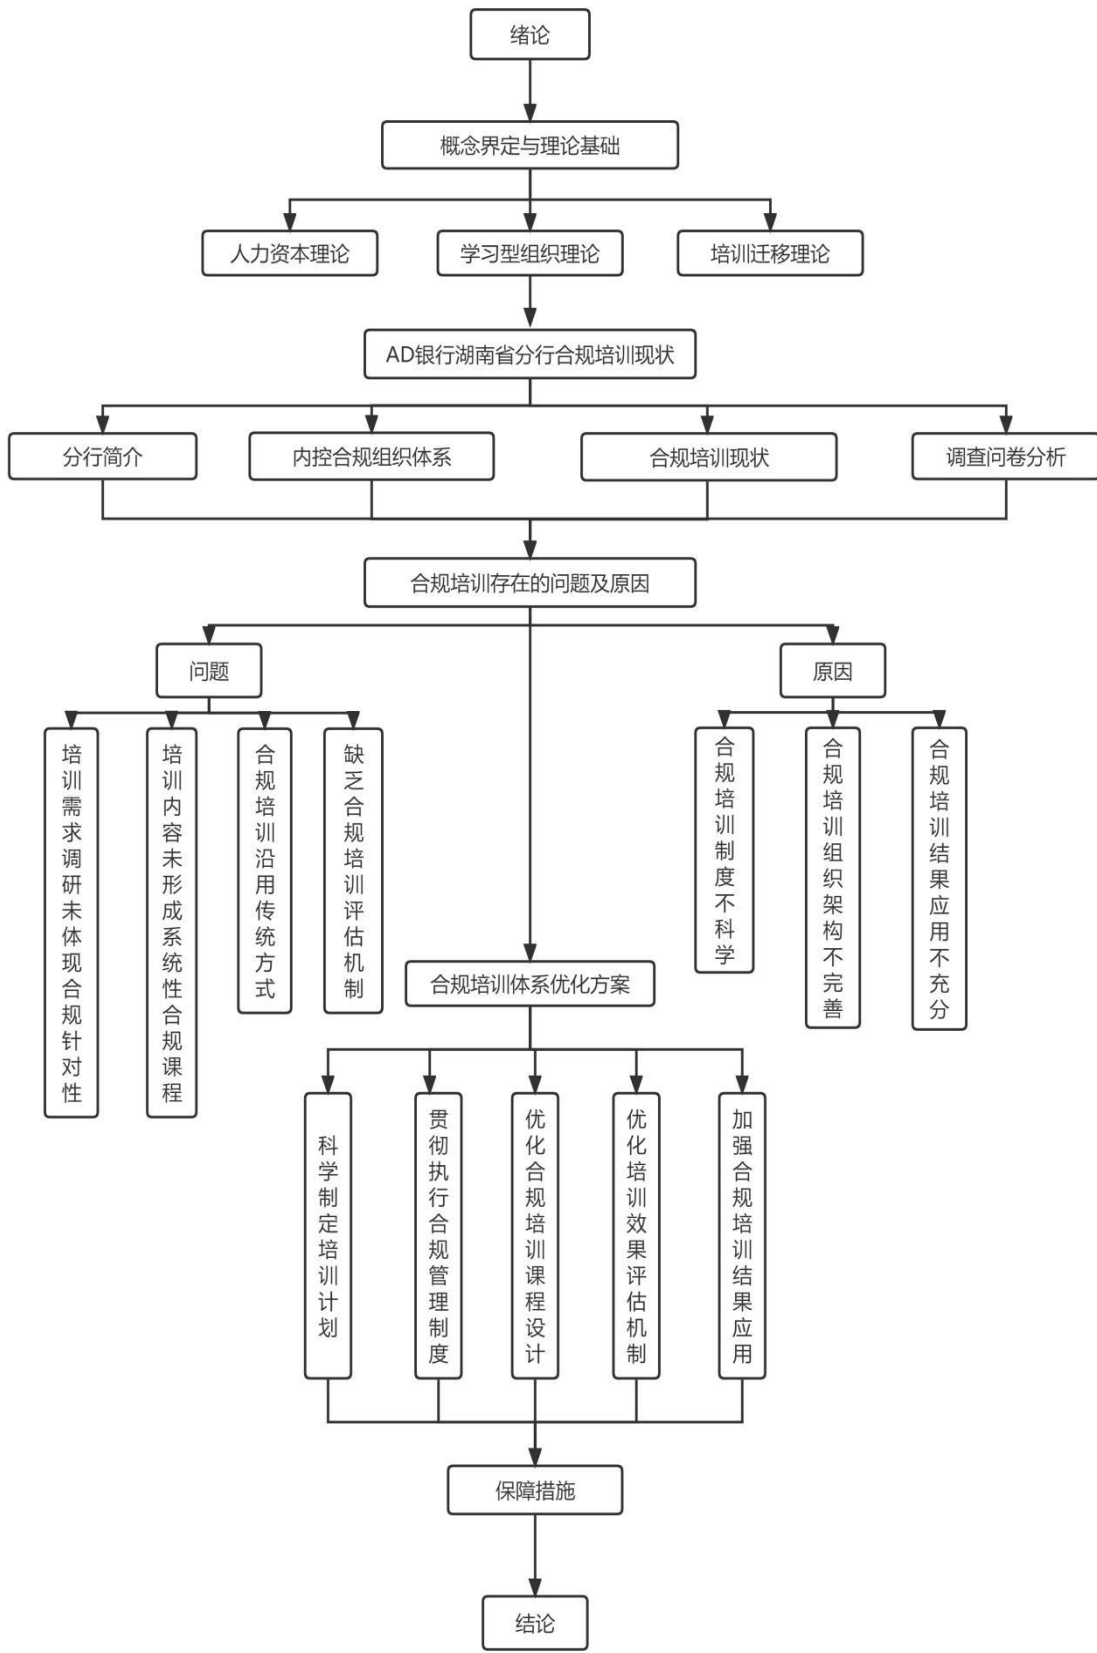 绪论
概念界定与理论基础
人力资本理论
学习型组织理论
培训迁移理论
AD银行湖南省分行合规培训现状
分行简介
内控合规组织体系
合规培训现状
调查问卷分析
合规培训存在的问题及原因
问题
原因
培训需求调研未体现合规针对性
培训内容未形成系统性合规课程
合规培训沿用传统方式
缺乏合规培训评估机制
合规培训制度不科学
合规培训组织架构不完善
合规培训结果应用不充分
合规培训体系优化方案
科学制定培训计划
贯彻执行合规管理制度
优化合规培训课程设计
优化培训效果评估机制
加强合规培训结果应用
保障措施
结论